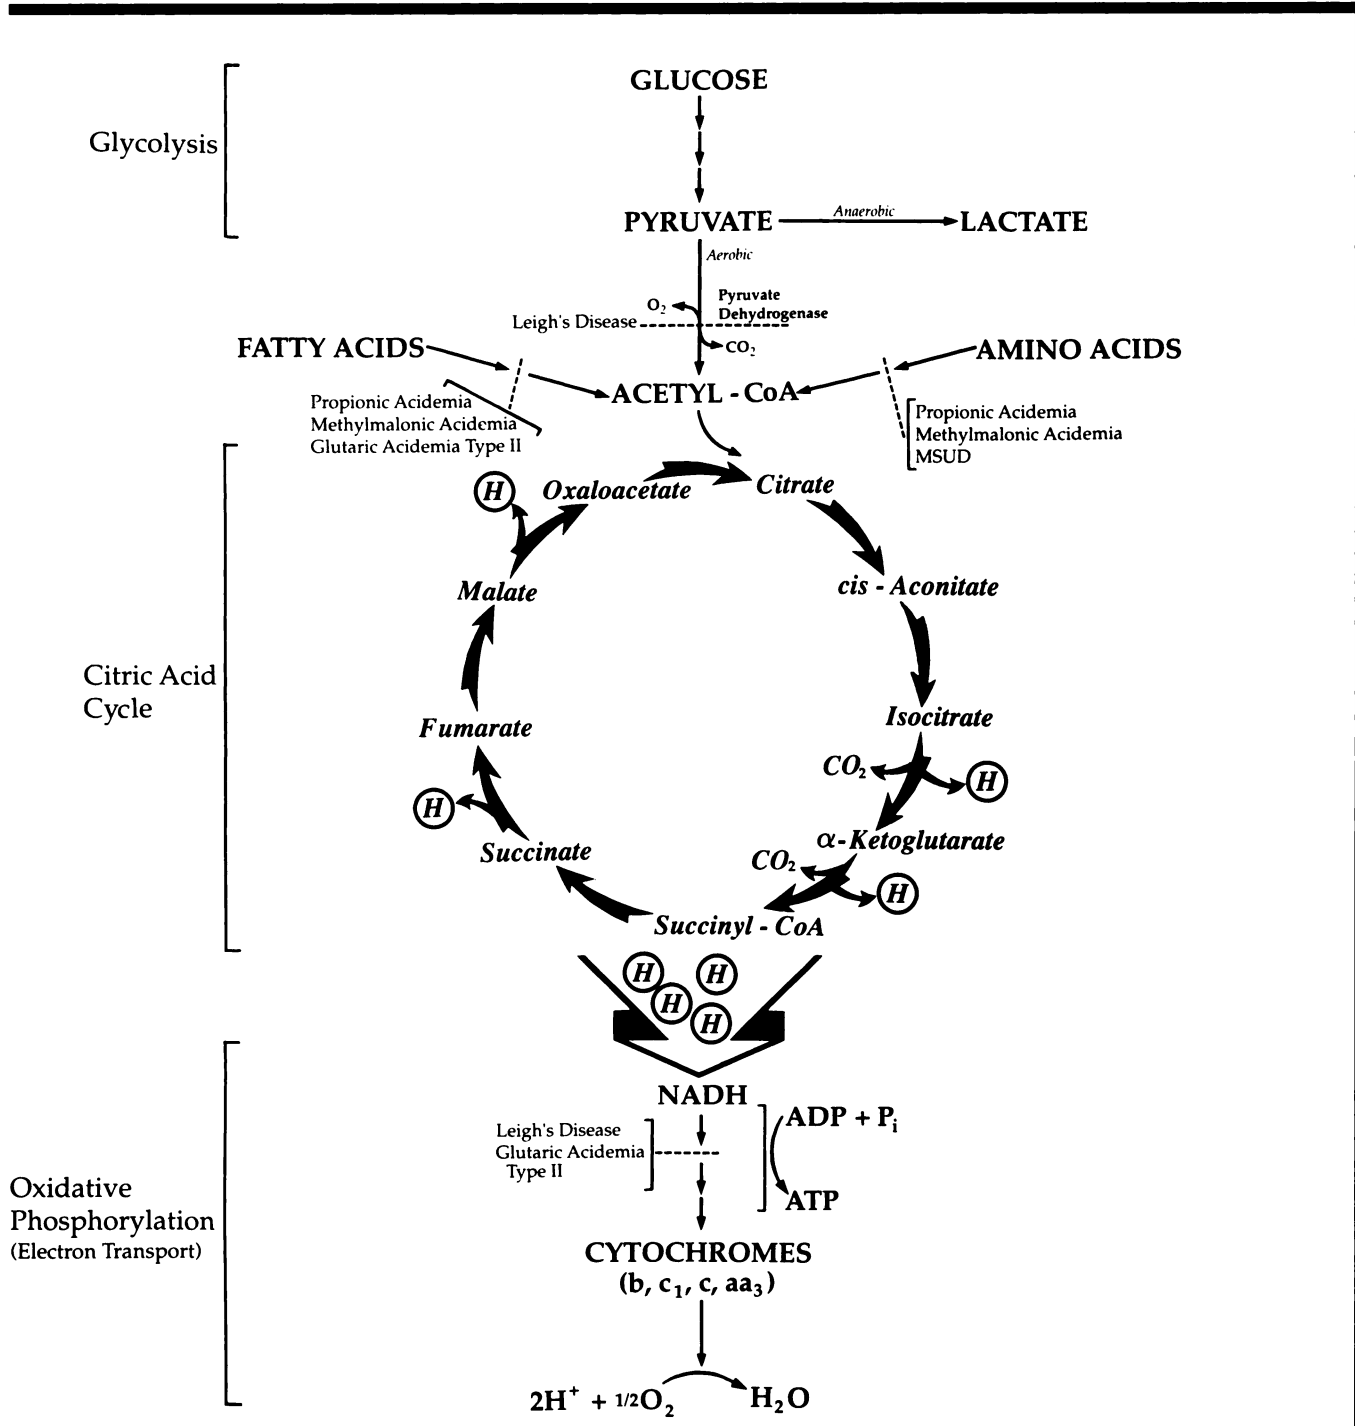 GLUCOSE
Glycolysis
PYRUVATE
Anaerobic
LACTATE
Aerobic
O₂
Pyruvate
Dehydrogenase
Leigh's Disease
CO₂
FATTY ACIDS
AMINO ACIDS
ACETYL - CoA
Propionic Acidemia
Methylmalonic Acidemia
Glutaric Acidemia Type II
Propionic Acidemia
Methylmalonic Acidemia
MSUD
Citric Acid
Cycle
H
Oxaloacetate
Citrate
Malate
cis - Aconitate
Fumarate
Isocitrate
CO₂
H
H
α-Ketoglutarate
Succinate
CO₂
H
Succinyl - CoA
H
H
H
H
Oxidative
Phosphorylation
(Electron Transport)
NADH
ADP + Pᵢ
Leigh's Disease
Glutaric Acidemia
Type II
ATP
CYTOCHROMES
(b, c₁, c, aa₃)
2H⁺ + 1/2O₂
H₂O